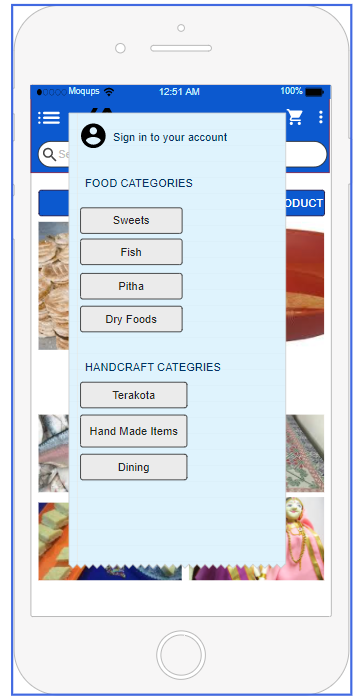 Moqups 12:51 AM 100%
Sign in to your account
Se
ODUCT
FOOD CATEGORIES
Sweets
Fish
Pitha
Dry Foods
HANDCRAFT CATEGRIES
Terakota
Hand Made Items
Dining